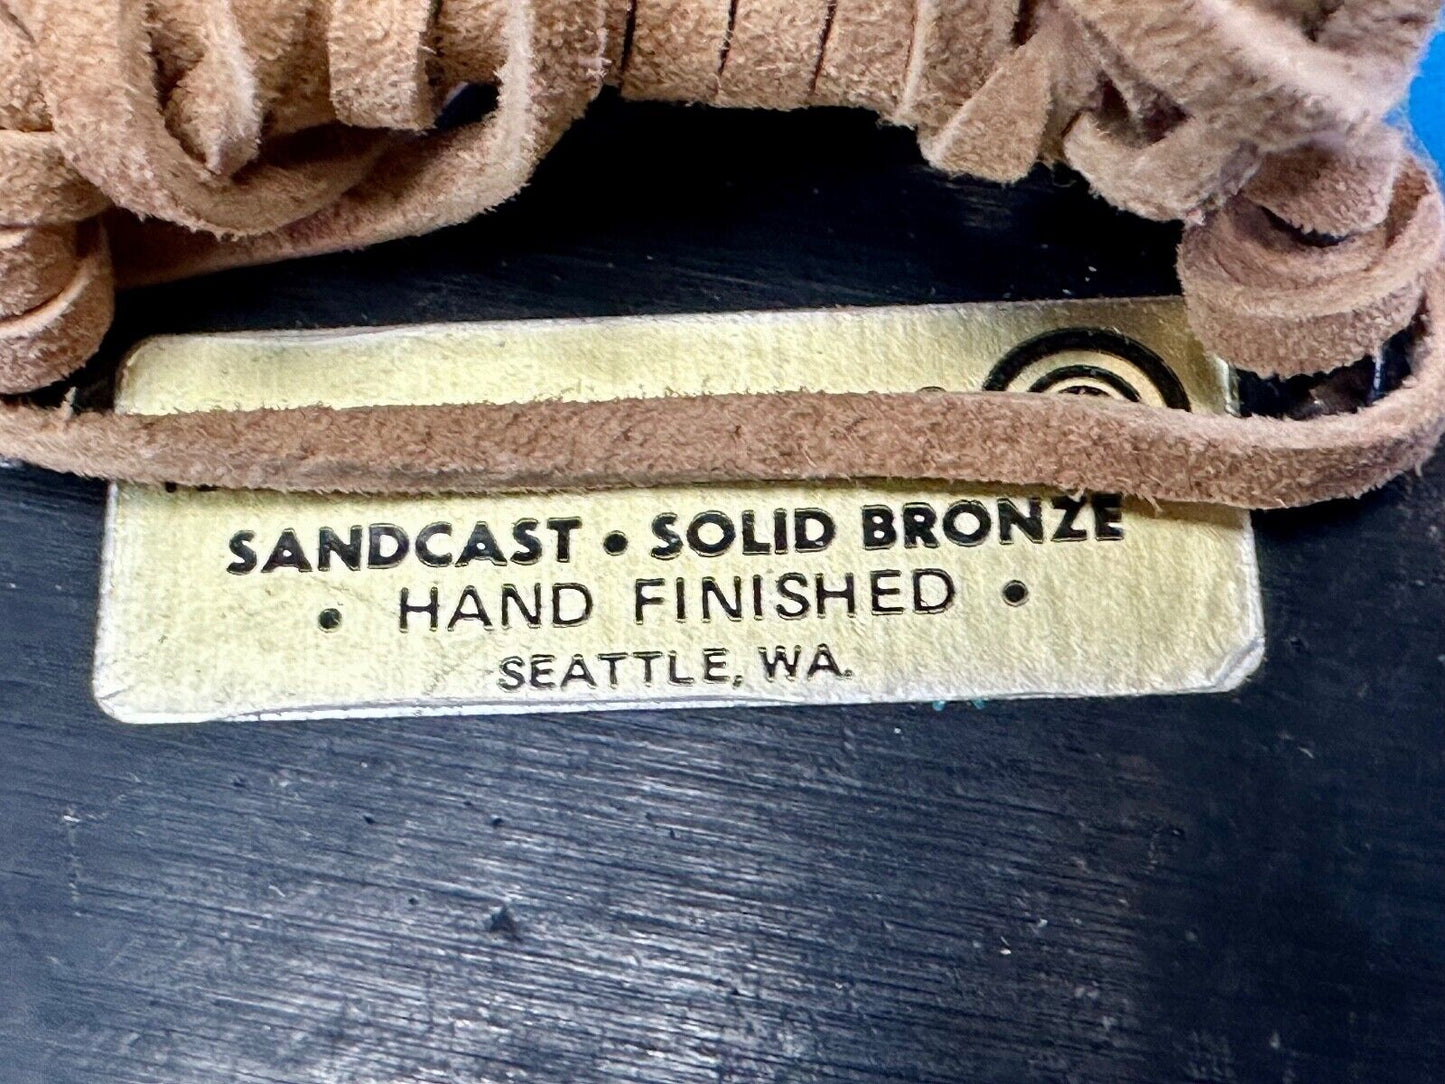 SANDCAST • SOLID BRONZE
• HAND FINISHED •
SEATTLE, WA.